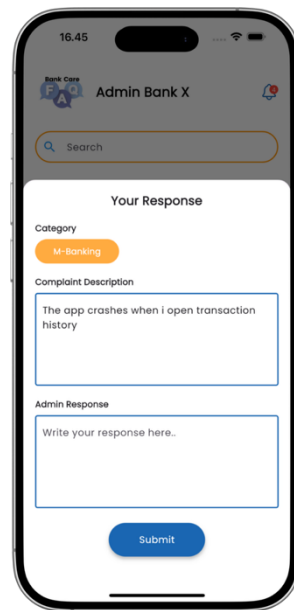 16.45
Bank Care
FAQ
Admin Bank X
Search
Your Response
Category
M-Banking
Complaint Description
The app crashes when i open transaction
history
Admin Response
Write your response here..
Submit